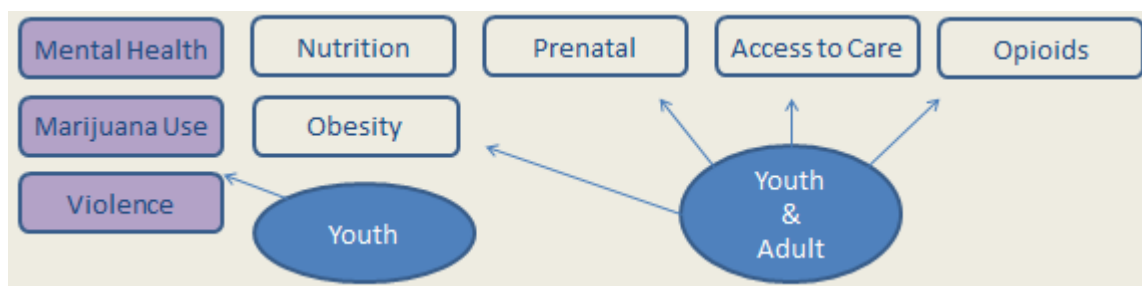 Mental Health
Nutrition
Prenatal
Access to Care
Opioids
Marijuana Use
Obesity
Violence
Youth
Youth
&
Adult